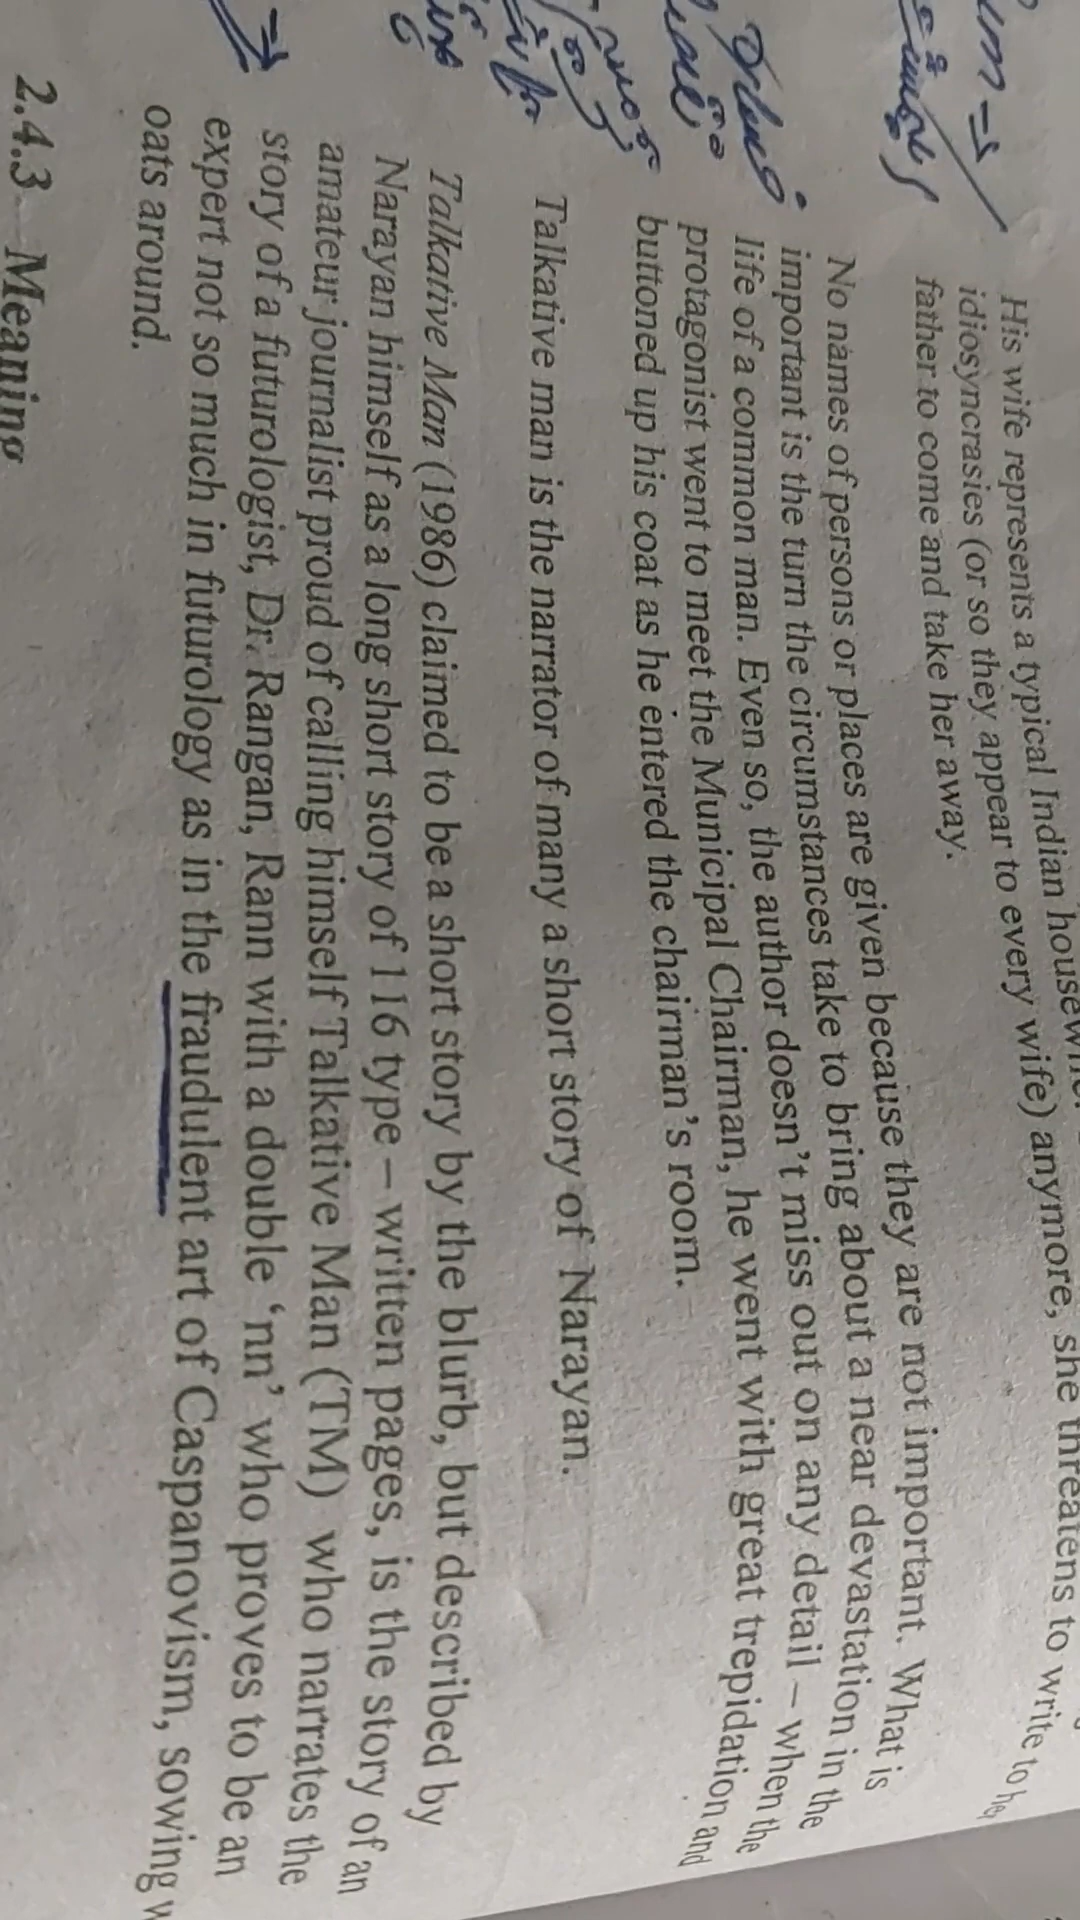 His wife represents a typical Indian housewife.
idiosyncrasies (or so they appear to every wife) anymore, she threatens to write to her
father to come and take her away.
No names of persons or places are given because they are not important. What is
important is the turn the circumstances take to bring about a near devastation in the
life of a common man. Even so, the author doesn't miss out on any detail – when the
protagonist went to meet the Municipal Chairman, he went with great trepidation and
buttoned up his coat as he entered the chairman's room.
Talkative man is the narrator of many a short story of Narayan.
Talkative Man (1986) claimed to be a short story by the blurb, but described by
Narayan himself as a long short story of 116 type – written pages, is the story of an
amateur journalist proud of calling himself Talkative Man (TM) who narrates the
story of a futurologist, Dr. Rangan, Rann with a double 'nn' who proves to be an
expert not so much in futurology as in the fraudulent art of Caspanovism, sowing w
oats around.
2.4.3 Meaning